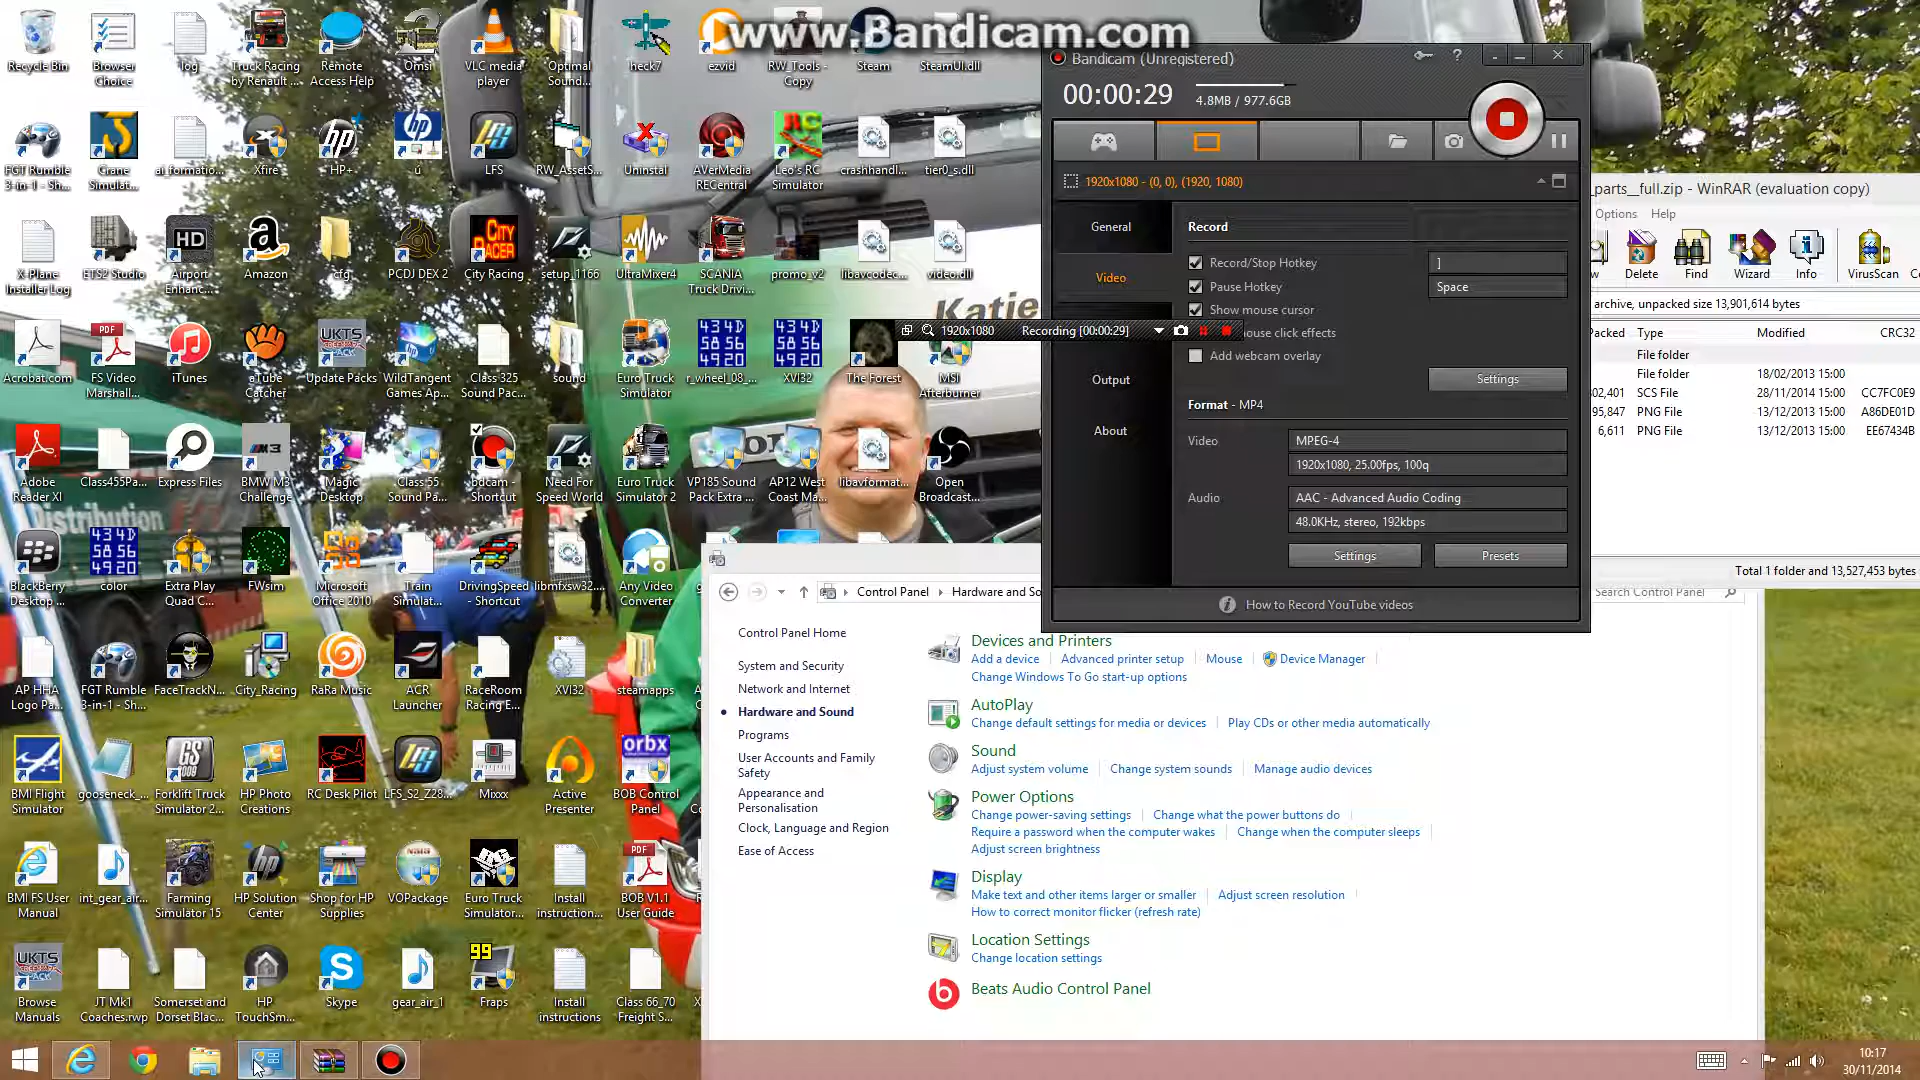 www.Bandicam.com
Recycle Bin
Browser Choice
log
Truck Racing by Renault ...
Remote Access Help
Omsi
VLC media player
Optimal Sound...
heck7
ezvid
RW_Tools - Copy
Steam
SteamUI.dll
FGT Rumble 3-in-1 - Sh...
Crane Simulat...
ai_formatio...
Xfire
HP+
ú
LFS
RW_AssetS...
Uninstal
AVerMedia RECentral
Leo's RC Simulator
crashhandl...
tier0_s.dll
X-Plane Installer Log
ETS2 Studio
Airport Enhanc...
Amazon
cfg
PCDJ DEX 2
City Racing
setup_1166
UltraMixer4
SCANIA Truck Drivi...
promo_v2
libavcodec...
video.dll
Katie
Acrobat.com
FS Video Marshall...
iTunes
aTube Catcher
Update Packs
WildTangent Games Ap...
Class 325 Sound Pac...
sound
Euro Truck Simulator
r_wheel_08_...
XVI32
The Forest
MSI Afterburner
Adobe Reader XI
Class455Pa...
Express Files
BMW M3 Challenge
Magic Desktop
Class 55 Sound Pa...
bdcam - Shortcut
Need For Speed World
Euro Truck Simulator 2
VP185 Sound Pack Extra ...
AP12 West Coast Ma...
libavformat...
Open Broadcast...
BlackBerry Desktop ...
color
Extra Play Quad C...
FWsim
Microsoft Office 2010
Train Simulat...
DrivingSpeed - Shortcut
libmfxsw32....
Any Video Converter
AP HHA Logo Pa...
FGT Rumble 3-in-1 - Sh...
FaceTrackN...
City_Racing
RaRa Music
ACR Launcher
RaceRoom Racing E...
XVI32
steamapps
BMI Flight Simulator
gooseneck_...
Forklift Truck Simulator 2...
HP Photo Creations
RC Desk Pilot
LFS_S2_Z28...
Mixxx
Active Presenter
BOB Control Panel
BMI FS User Manual
int_gear_air...
Farming Simulator 15
HP Solution Center
Shop for HP Supplies
VOPackage
Euro Truck Simulator...
Install instruction...
BOB V1.1 User Guide
Browse Manuals
JT Mk1 Coaches.rwp
Somerset and Dorset Blac...
HP TouchSm...
Skype
gear_air_1
Fraps
Install instructions
Class 66_70 Freight S...
Bandicam (Unregistered)
00:00:29
4.8MB / 977.6GB
1920x1080 - (0, 0), (1920, 1080)
General
Video
Output
About
Record
Record/Stop Hotkey
]
Pause Hotkey
Space
Show mouse cursor
ouse click effects
Add webcam overlay
Settings
Format - MP4
Video
MPEG-4
1920x1080, 25.00fps, 100q
Audio
AAC - Advanced Audio Coding
48.0KHz, stereo, 192kbps
Settings
Presets
How to Record YouTube videos
1920x1080
Recording [00:00:29]
_parts__full.zip - WinRAR (evaluation copy)
Options Help
Delete
Find
Wizard
Info
VirusScan
archive, unpacked size 13,901,614 bytes
Packed Type Modified CRC32
File folder
File folder 18/02/2013 15:00
02,401 SCS File 28/11/2014 15:00 CC7FC0E9
95,847 PNG File 13/12/2013 15:00 A86DE01D
6,611 PNG File 13/12/2013 15:00 EE67434B
Total 1 folder and 13,527,453 bytes
Control Panel
Hardware and So
Search Control Panel
Control Panel Home
System and Security
Network and Internet
Hardware and Sound
Programs
User Accounts and Family Safety
Appearance and Personalisation
Clock, Language and Region
Ease of Access
Devices and Printers
Add a device
Advanced printer setup
Mouse
Device Manager
Change Windows To Go start-up options
AutoPlay
Change default settings for media or devices
Play CDs or other media automatically
Sound
Adjust system volume
Change system sounds
Manage audio devices
Power Options
Change power-saving settings
Change what the power buttons do
Require a password when the computer wakes
Change when the computer sleeps
Adjust screen brightness
Display
Make text and other items larger or smaller
Adjust screen resolution
How to correct monitor flicker (refresh rate)
Location Settings
Change location settings
Beats Audio Control Panel
10:17
30/11/2014